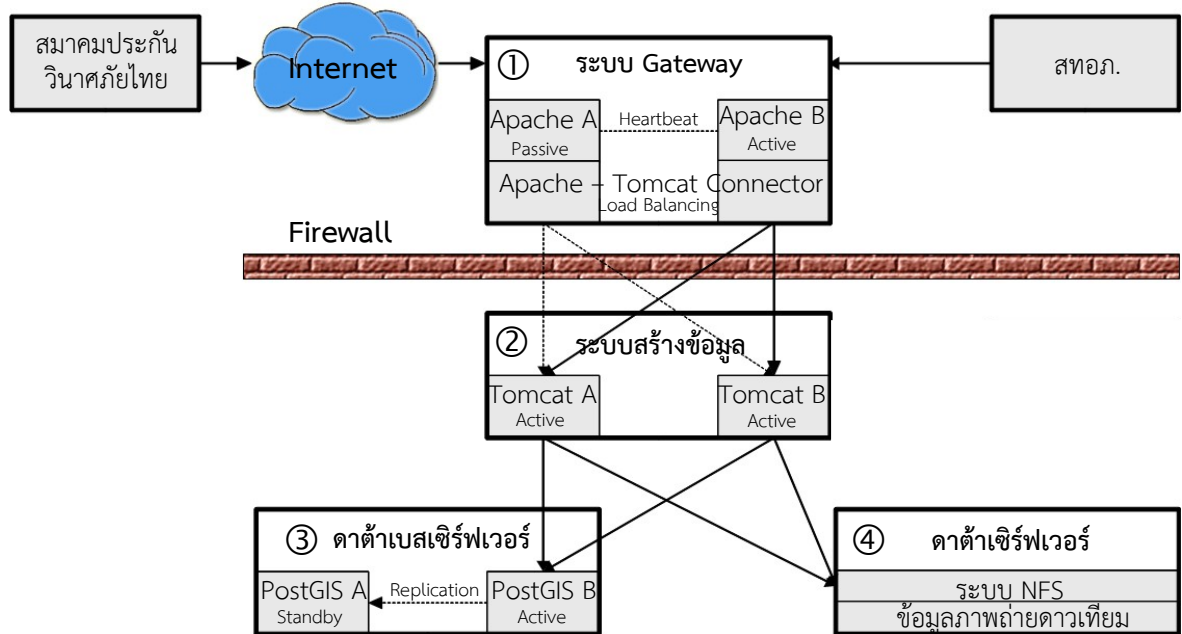 สมาคมประกัน
วินาศภัยไทย
Internet
① ระบบ Gateway
สทอภ.
Apache A
Passive
Heartbeat
Apache B
Active
Apache – Tomcat Connector
Load Balancing
Firewall
② ระบบสร้างข้อมูล
Tomcat A
Active
Tomcat B
Active
③ ดาต้าเบสเซิร์ฟเวอร์
PostGIS A
Standby
Replication
PostGIS B
Active
④ ดาต้าเซิร์ฟเวอร์
ระบบ NFS
ข้อมูลภาพถ่ายดาวเทียม